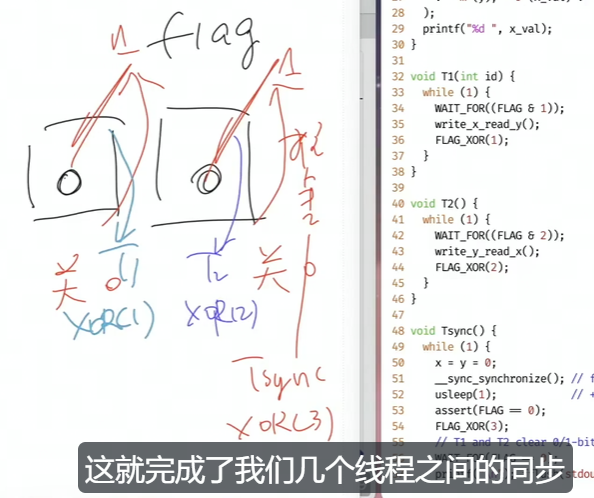 flag
1
1
T1
T2
关
0
关
0
XOR(1)
XOR(2)
Tsync
XOR(3)
28 );
29 printf("%d ", x_val);
30 }
31
32 void T1(int id) {
33 while (1) {
34 WAIT_FOR((FLAG & 1));
35 write_x_read_y();
36 FLAG_XOR(1);
37 }
38 }
39
40 void T2() {
41 while (1) {
42 WAIT_FOR((FLAG & 2));
43 write_y_read_x();
44 FLAG_XOR(2);
45 }
46 }
47
48 void Tsync() {
49 while (1) {
50 x = y = 0;
51 __sync_synchronize(); // f
52 usleep(1); // +
53 assert(FLAG == 0);
54 FLAG_XOR(3);
55 // T1 and T2 clear 0/1-bit
这就完成了我们几个线程之间的同步